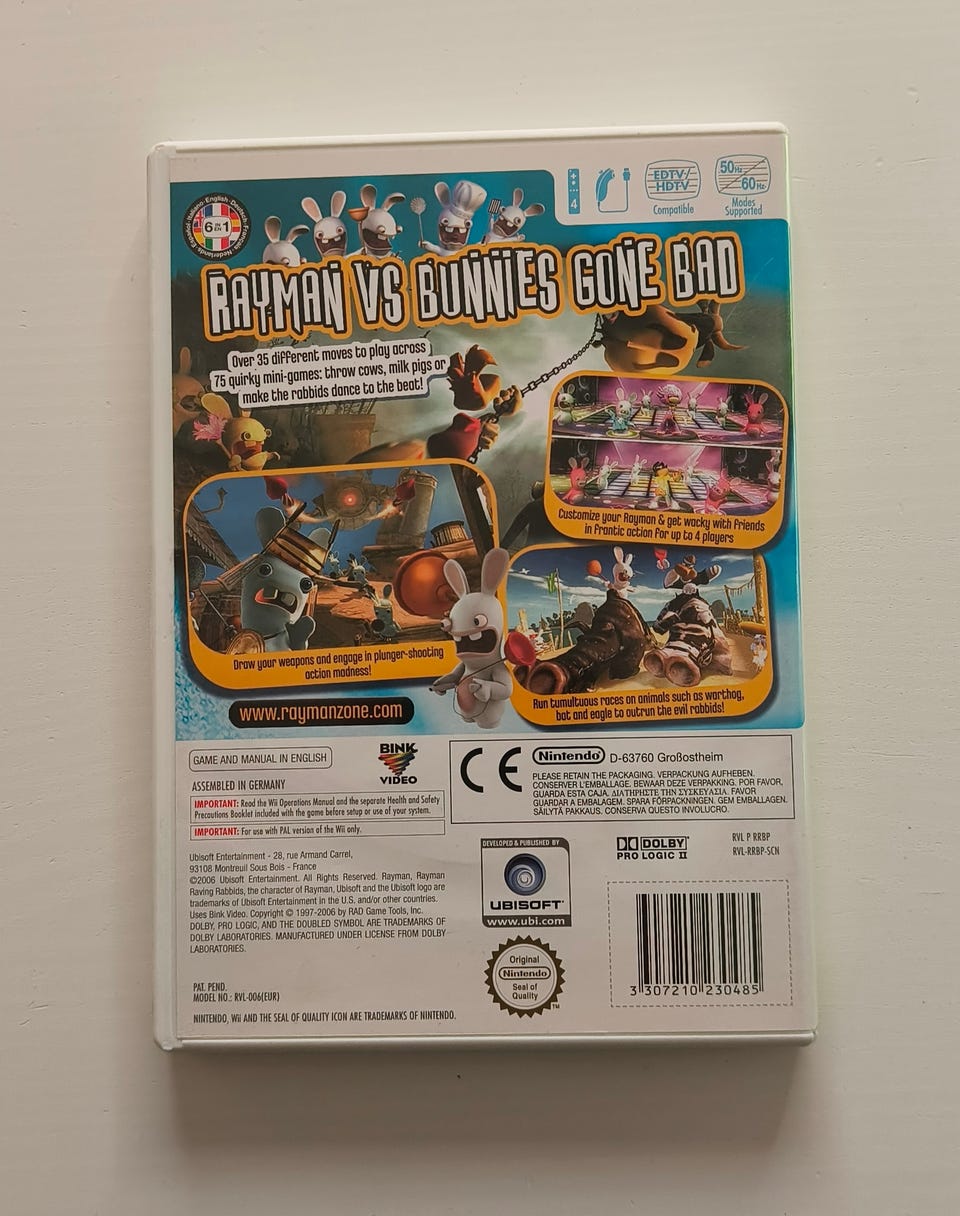 English · Deutsch · Français · Nederlands · Español · Italiano ·
6 IN EN 1
4
EDTV/
HDTV
Compatible
50Hz
60Hz
Modes
Supported
RAYMAN VS BUNNIES GONE BAD
Over 35 different moves to play across
75 quirky mini-games: throw cows, milk pigs or
make the rabbids dance to the beat!
Customize your Rayman & get wacky with friends
in frantic action for up to 4 players
Draw your weapons and engage in plunger-shooting
action madness!
Run tumultuous races on animals such as warthog,
bat and eagle to outrun the evil rabbids!
www.raymanzone.com
GAME AND MANUAL IN ENGLISH
BINK
VIDEO
ASSEMBLED IN GERMANY
IMPORTANT: Read the Wii Operations Manual and the separate Health and Safety
Precautions Booklet included with the game before setup or use of your system.
IMPORTANT: For use with PAL version of the Wii only.
CE
Nintendo® D-63760 Großostheim
PLEASE RETAIN THE PACKAGING. VERPACKUNG AUFHEBEN.
CONSERVER L'EMBALLAGE. BEWAAR DEZE VERPAKKING. POR FAVOR,
GUARDA ESTA CAJA. ΔΙΑΤΗΡΗΣΤΕ ΤΗΝ ΣΥΣΚΕΥΑΣΙΑ. FAVOR
GUARDAR A EMBALAGEM. SPARA FÖRPACKNINGEN. GEM EMBALLAGEN.
SÄILYTÄ PAKKAUS. CONSERVA QUESTO INVOLUCRO.
Ubisoft Entertainment - 28, rue Armand Carrel,
93108 Montreuil Sous Bois - France
©2006 Ubisoft Entertainment. All Rights Reserved. Rayman, Rayman
Raving Rabbids, the character of Rayman, Ubisoft and the Ubisoft logo are
trademarks of Ubisoft Entertainment in the U.S. and/or other countries.
Uses Bink Video. Copyright © 1997-2006 by RAD Game Tools, Inc.
DOLBY, PRO LOGIC, AND THE DOUBLED SYMBOL ARE TRADEMARKS OF
DOLBY LABORATORIES. MANUFACTURED UNDER LICENSE FROM DOLBY
LABORATORIES.
DEVELOPED & PUBLISHED BY
UBISOFT
www.ubi.com
DOLBY
PRO LOGIC II
RVL P RRBP
RVL-RRBP-SCN
Original
Nintendo
Seal of
Quality
TM
3 307210 230485
PAT. PEND.
MODEL NO.: RVL-006(EUR)
NINTENDO, Wii AND THE SEAL OF QUALITY ICON ARE TRADEMARKS OF NINTENDO.